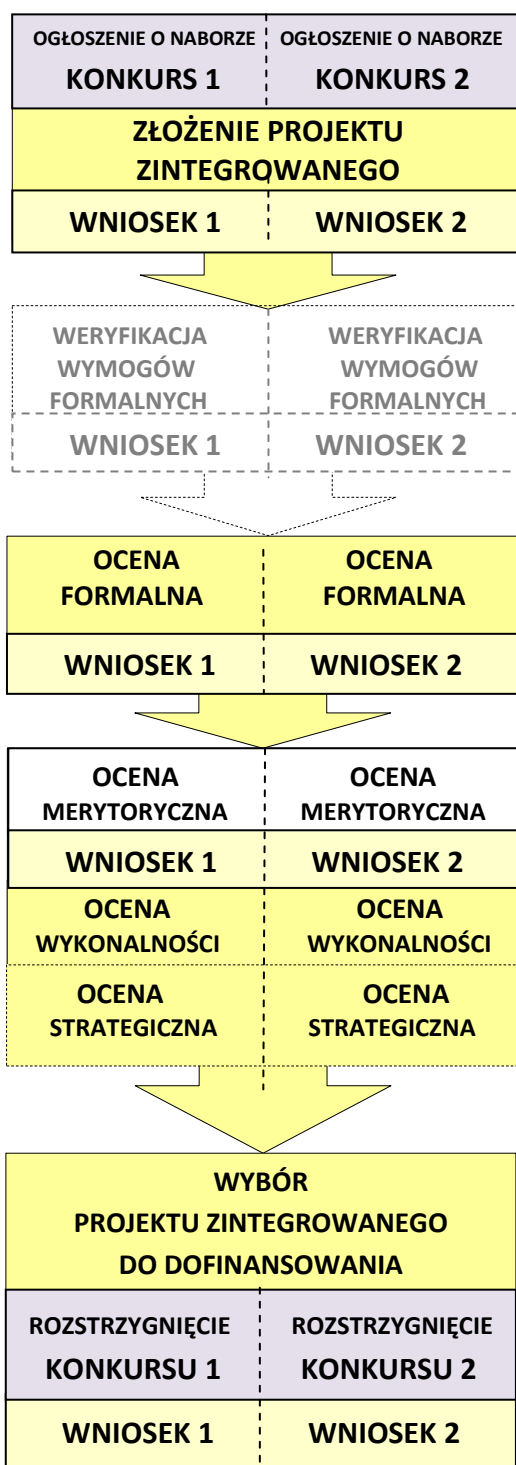 OGŁOSZENIE O NABORZE OGŁOSZENIE O NABORZE
KONKURS 1 KONKURS 2
ZŁOŻENIE PROJEKTU
ZINTEGROWANEGO
WNIOSEK 1 WNIOSEK 2
WERYFIKACJA WERYFIKACJA
WYMOGÓW WYMOGÓW
FORMALNYCH FORMALNYCH
WNIOSEK 1 WNIOSEK 2
OCENA OCENA
FORMALNA FORMALNA
WNIOSEK 1 WNIOSEK 2
OCENA OCENA
MERYTORYCZNA MERYTORYCZNA
WNIOSEK 1 WNIOSEK 2
OCENA OCENA
WYKONALNOŚCI WYKONALNOŚCI
OCENA OCENA
STRATEGICZNA STRATEGICZNA
WYBÓR
PROJEKTU ZINTEGROWANEGO
DO DOFINANSOWANIA
ROZSTRZYGNIĘCIE ROZSTRZYGNIĘCIE
KONKURSU 1 KONKURSU 2
WNIOSEK 1 WNIOSEK 2